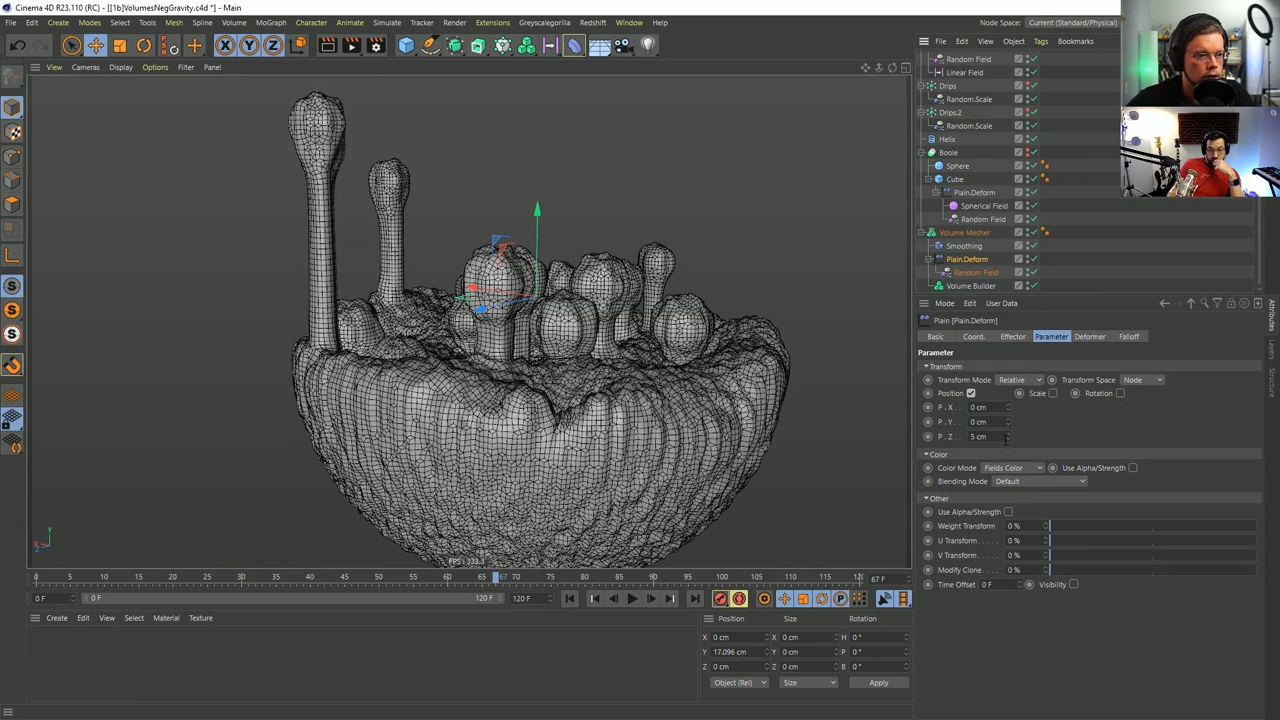 Cinema 4D R23.110 (RC) - [[1b]VolumesNegGravity.c4d *] - Main
File Edit Create Modes Select Tools Mesh Spline Volume MoGraph Character Animate Simulate Tracker Render Extensions Greyscalegorilla Redshift Window Help Node Space: Current (Standard/Physical)
X Y Z PSR
File Edit View Object Tags Bookmarks
View Cameras Display Options Filter Panel
Random Field
Linear Field
Drips
Random.Scale
Drips.2
Random.Scale
Helix
Boole
Sphere
Cube
Plain.Deform
Spherical Field
Random Field
Volume Mesher
Smoothing
Plain.Deform
Random Field
Volume Builder
Mode Edit User Data
Plain [Plain.Deform]
Basic Coord. Effector Parameter Deformer Falloff
Parameter
Transform
Transform Mode Relative Transform Space Node
Position Scale Rotation
P . X . . 0 cm
P . Y . . 0 cm
P . Z . . 5 cm
Color
Color Mode Fields Color Use Alpha/Strength
Blending Mode Default
Other
Use Alpha/Strength
Weight Transform 0 %
U Transform . . . . . 0 %
V Transform . . . . . 0 %
Modify Clone . . . . 0 %
Time Offset 0 F Visibility
Attributes
Layers
Structure
Y
X
Z
FPS : 333.3
0 5 10 15 20 25 30 35 40 45 50 55 60 65 67 70 75 80 85 90 95 100 105 110 115 120 67 F
0 F 0 F 120 F 120 F
Create Edit Select Material Texture
Position Size Rotation
X 0 cm X 0 cm H 0 °
Y 17.096 cm Y 0 cm P 0 °
Z 0 cm Z 0 cm B 0 °
Object (Rel) Size Apply